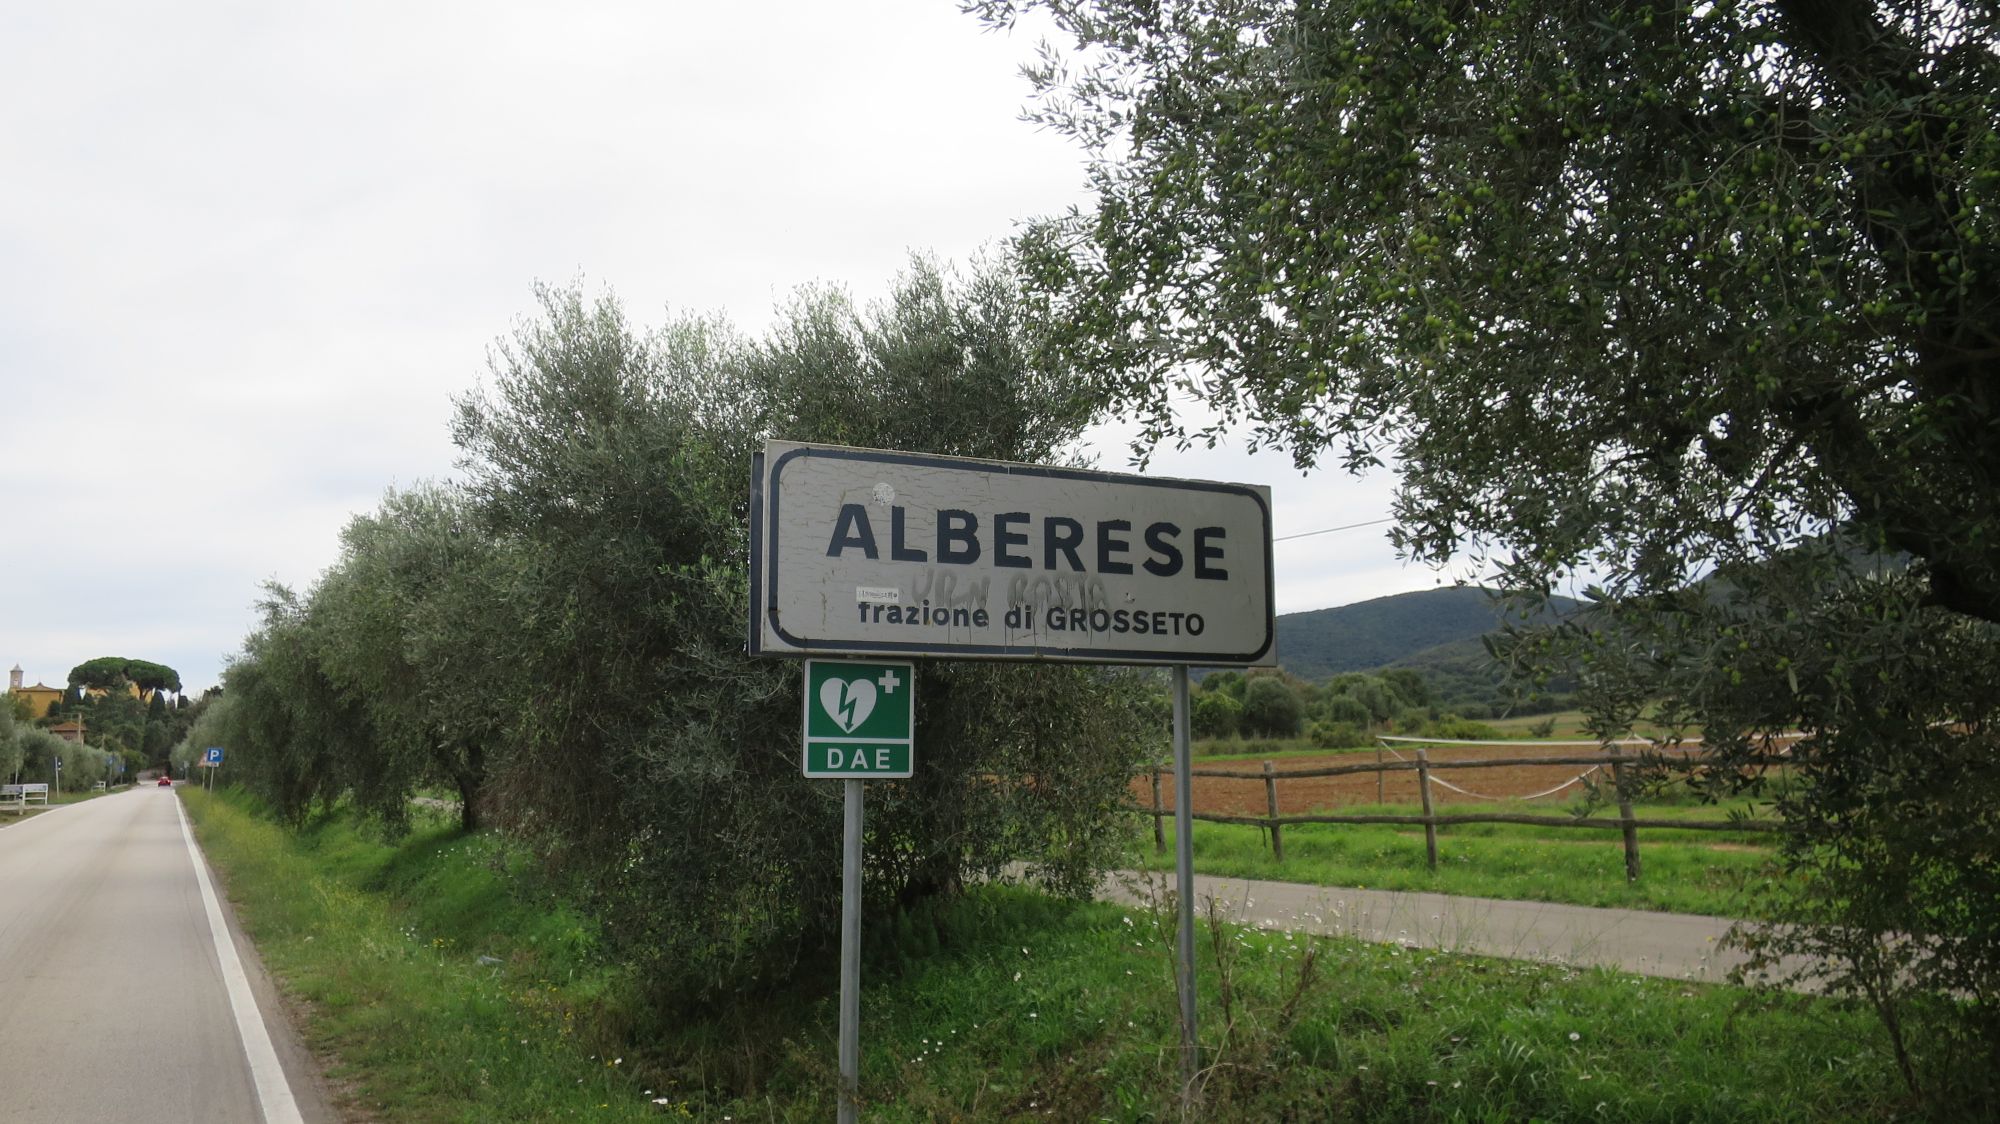 ALBERESE
frazione di GROSSETO
DAE
P